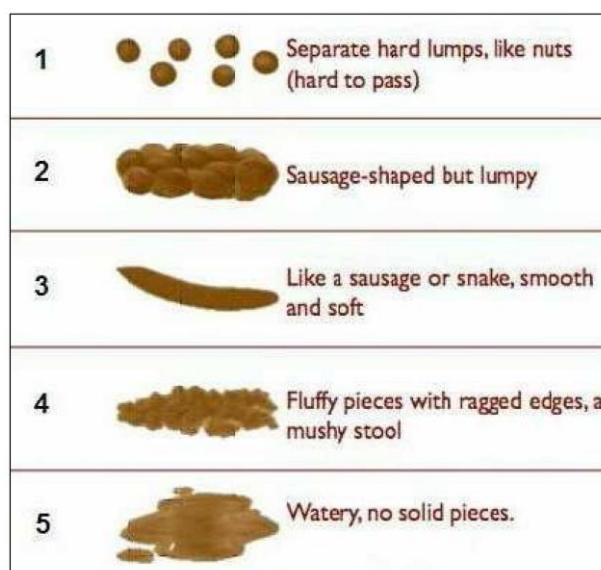 1
Separate hard lumps, like nuts
(hard to pass)
2
Sausage-shaped but lumpy
3
Like a sausage or snake, smooth
and soft
4
Fluffy pieces with ragged edges, a
mushy stool
5
Watery, no solid pieces.